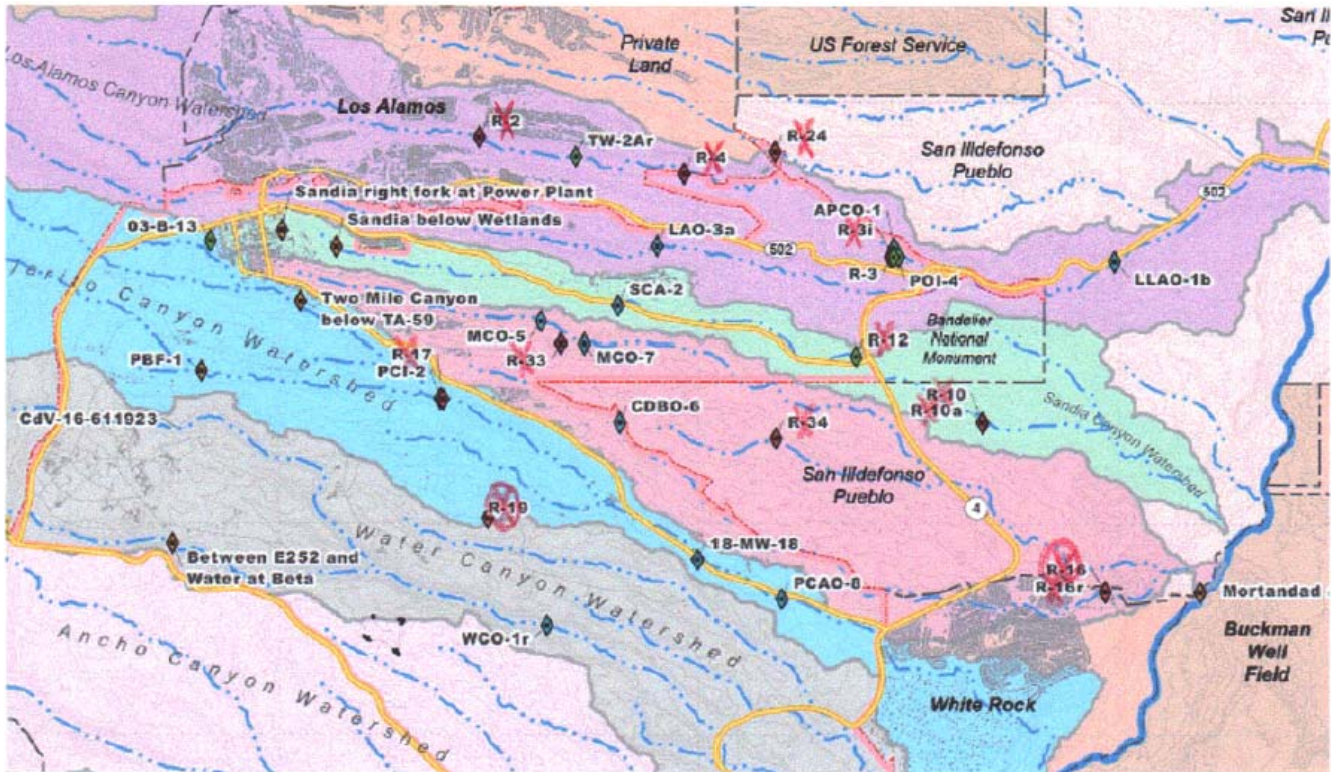 San Il
Pu
Private
Land
US Forest Service
Los Alamos Canyon Watershed
Los Alamos
R-2
TW-2Ar
R-4
R-24
San Ildefonso
Pueblo
Sandia right fork at Power Plant
Sandia below Wetlands
03-B-13
LAO-3a
502
APCO-1
R-3i
R-3
POI-4
502
LLAO-1b
SCA-2
Two Mile Canyon
below TA-59
Canyon Watershed
MCO-5
MCO-7
R-17
PCI-2
R-33
R-12
Bandelier
National
Monument
PBF-1
CdV-16-611923
CDBO-6
R-34
R-10
R-10a
Sandia Canyon Watershed
San Ildefonso
Pueblo
R-19
4
Water Canyon Watershed
18-MW-18
Between E252 and
Water at Beta
PCAO-8
R-16
R-16r
Mortandad
WCO-1r
Buckman
Well
Field
Ancho Canyon Watershed
White Rock